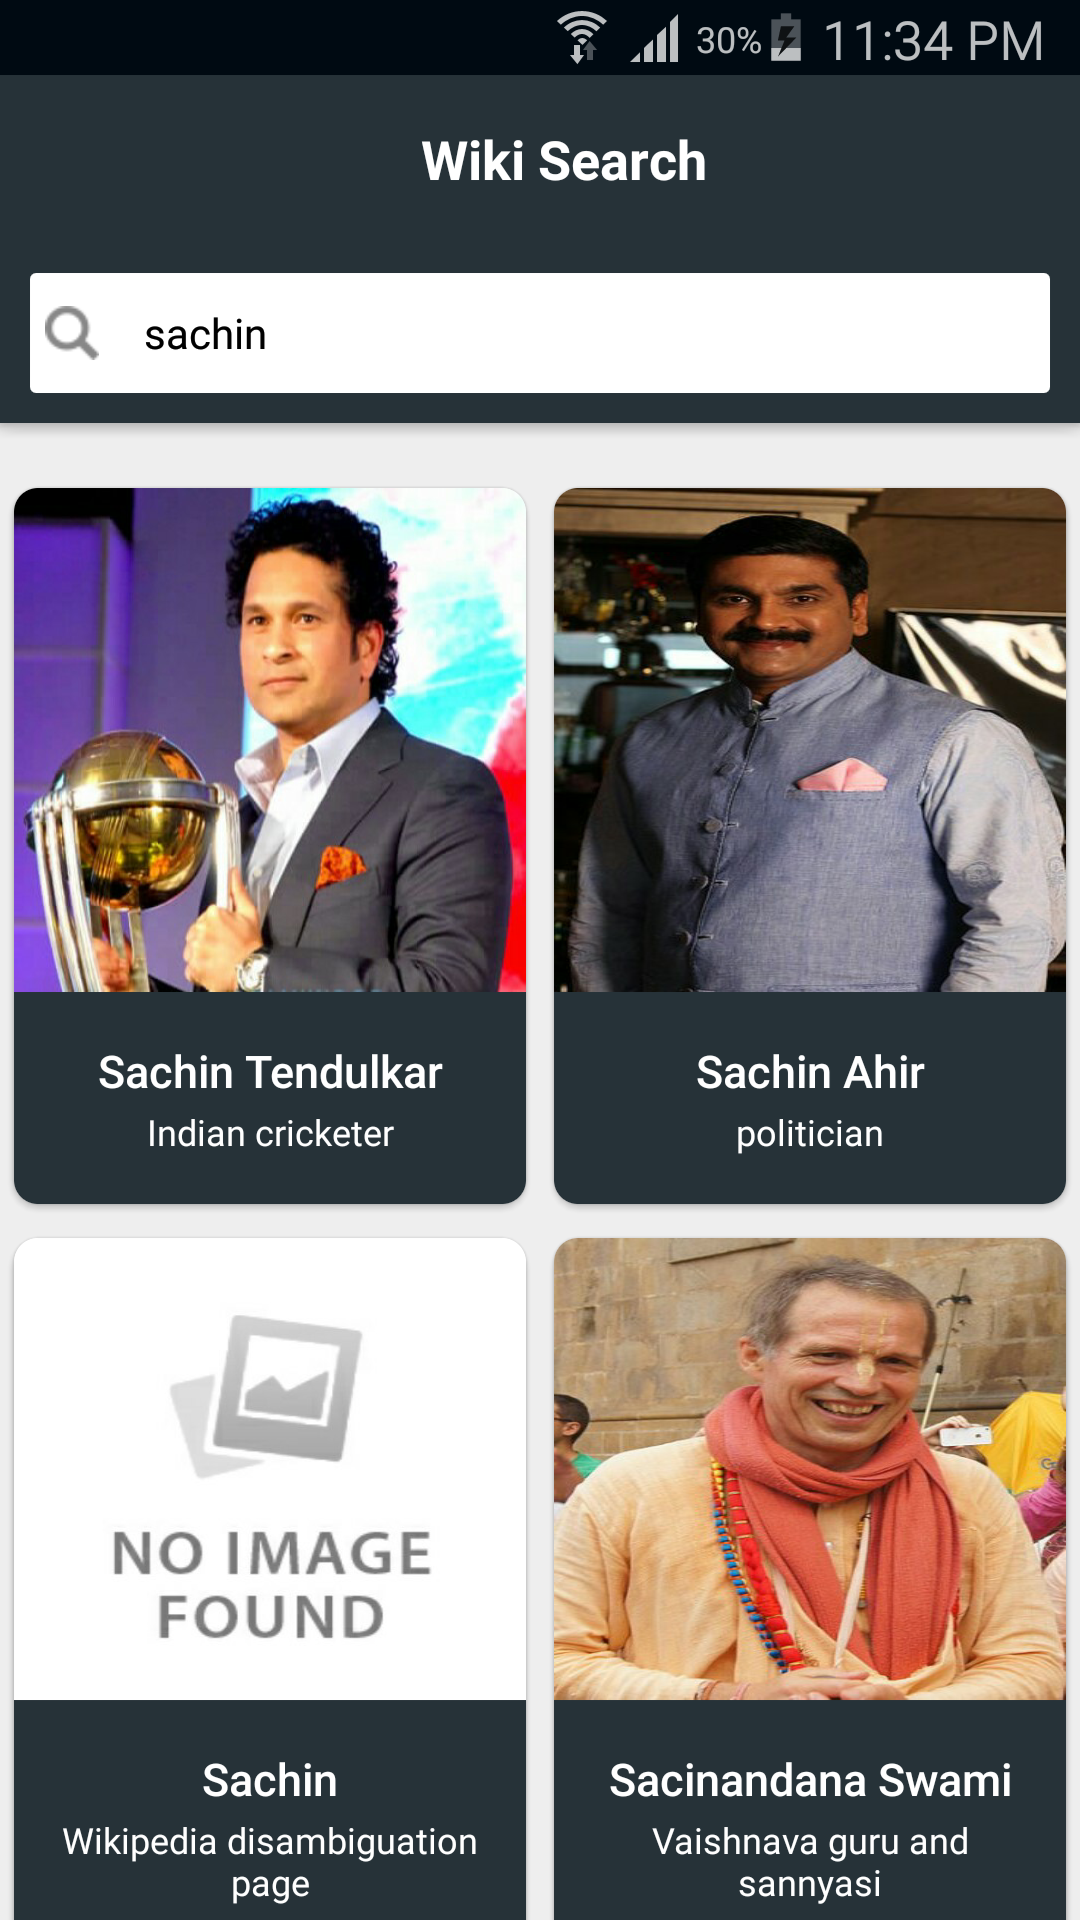 30% 11:34 PM
Wiki Search
sachin
Sachin Tendulkar
Indian cricketer
Sachin Ahir
politician
NO IMAGE
FOUND
Sachin
Wikipedia disambiguation
page
Sacinandana Swami
Vaishnava guru and
sannyasi